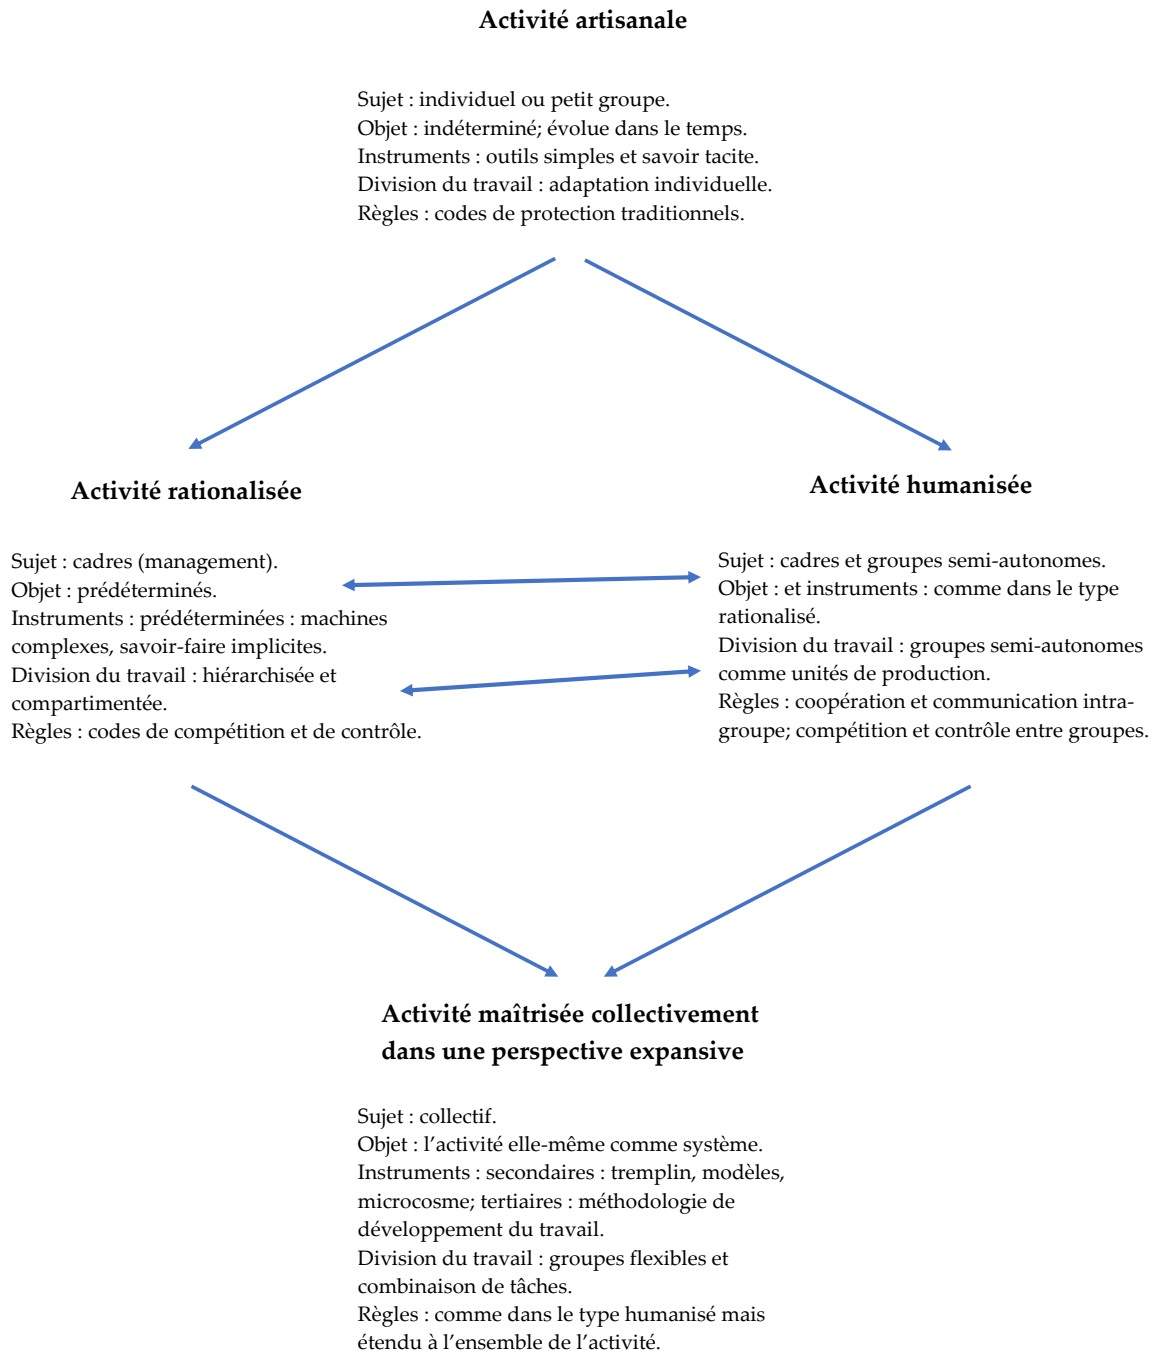 Activité artisanale
Sujet : individuel ou petit groupe.
Objet : indéterminé; évolue dans le temps.
Instruments : outils simples et savoir tacite.
Division du travail : adaptation individuelle.
Règles : codes de protection traditionnels.
Activité rationalisée
Sujet : cadres (management).
Objet : prédéterminés.
Instruments : prédéterminées : machines
complexes, savoir-faire implicites.
Division du travail : hiérarchisée et
compartimentée.
Règles : codes de compétition et de contrôle.
Activité humanisée
Sujet : cadres et groupes semi-autonomes.
Objet : et instruments : comme dans le type
rationalisé.
Division du travail : groupes semi-autonomes
comme unités de production.
Règles : coopération et communication intra-
groupe; compétition et contrôle entre groupes.
Activité maîtrisée collectivement
dans une perspective expansive
Sujet : collectif.
Objet : l’activité elle-même comme système.
Instruments : secondaires : tremplin, modèles,
microcosme; tertiaires : méthodologie de
développement du travail.
Division du travail : groupes flexibles et
combinaison de tâches.
Règles : comme dans le type humanisé mais
étendu à l’ensemble de l’activité.